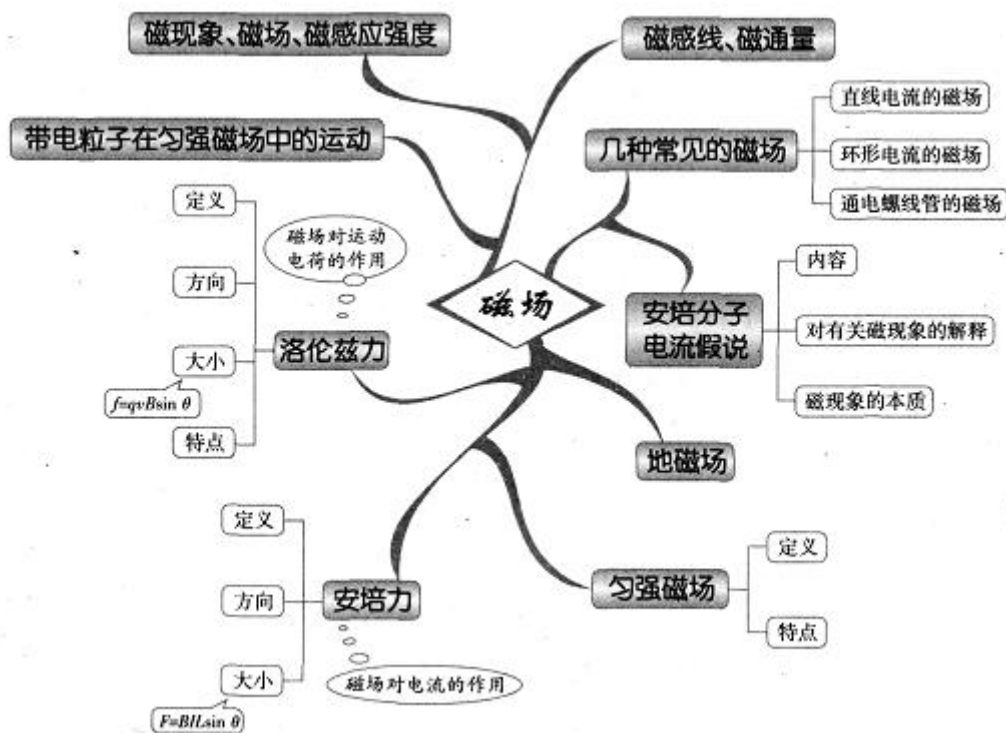 磁现象、磁场、磁感应强度
磁感线、磁通量
带电粒子在匀强磁场中的运动
几种常见的磁场
直线电流的磁场
环形电流的磁场
通电螺线管的磁场
磁场
安培分子
电流假说
内容
对有关磁现象的解释
磁现象的本质
地磁场
匀强磁场
定义
特点
洛伦兹力
磁场对运动
电荷的作用
定义
方向
大小
f=qvBsin θ
特点
安培力
磁场对电流的作用
定义
方向
大小
F=BILsin θ